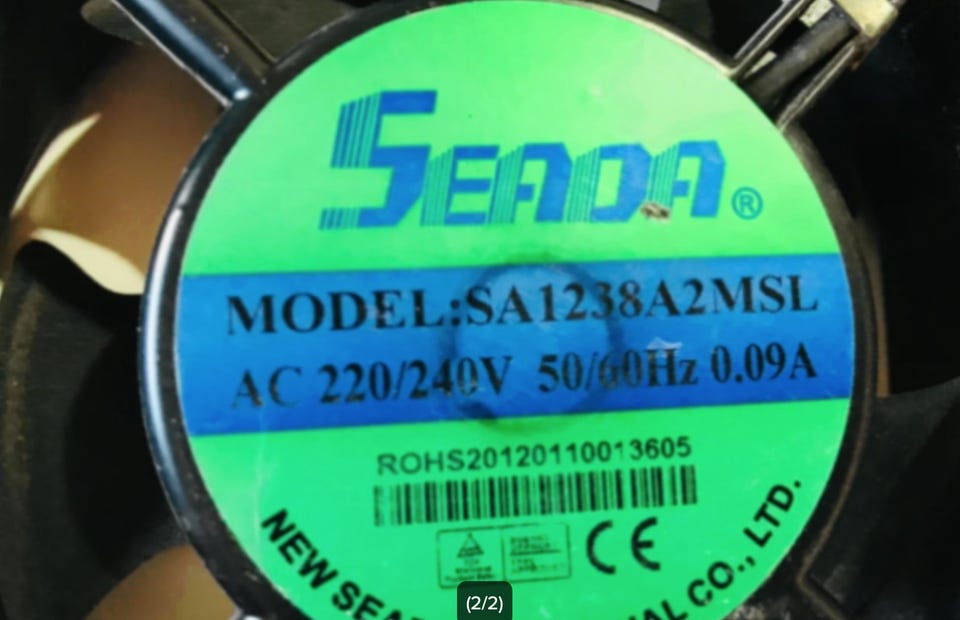 SEADA®
MODEL:SA1238A2MSL
AC 220/240V 50/60Hz 0.09A
ROHS20120110013605
CE
NEW SEA
AL CO., LTD.
(2/2)